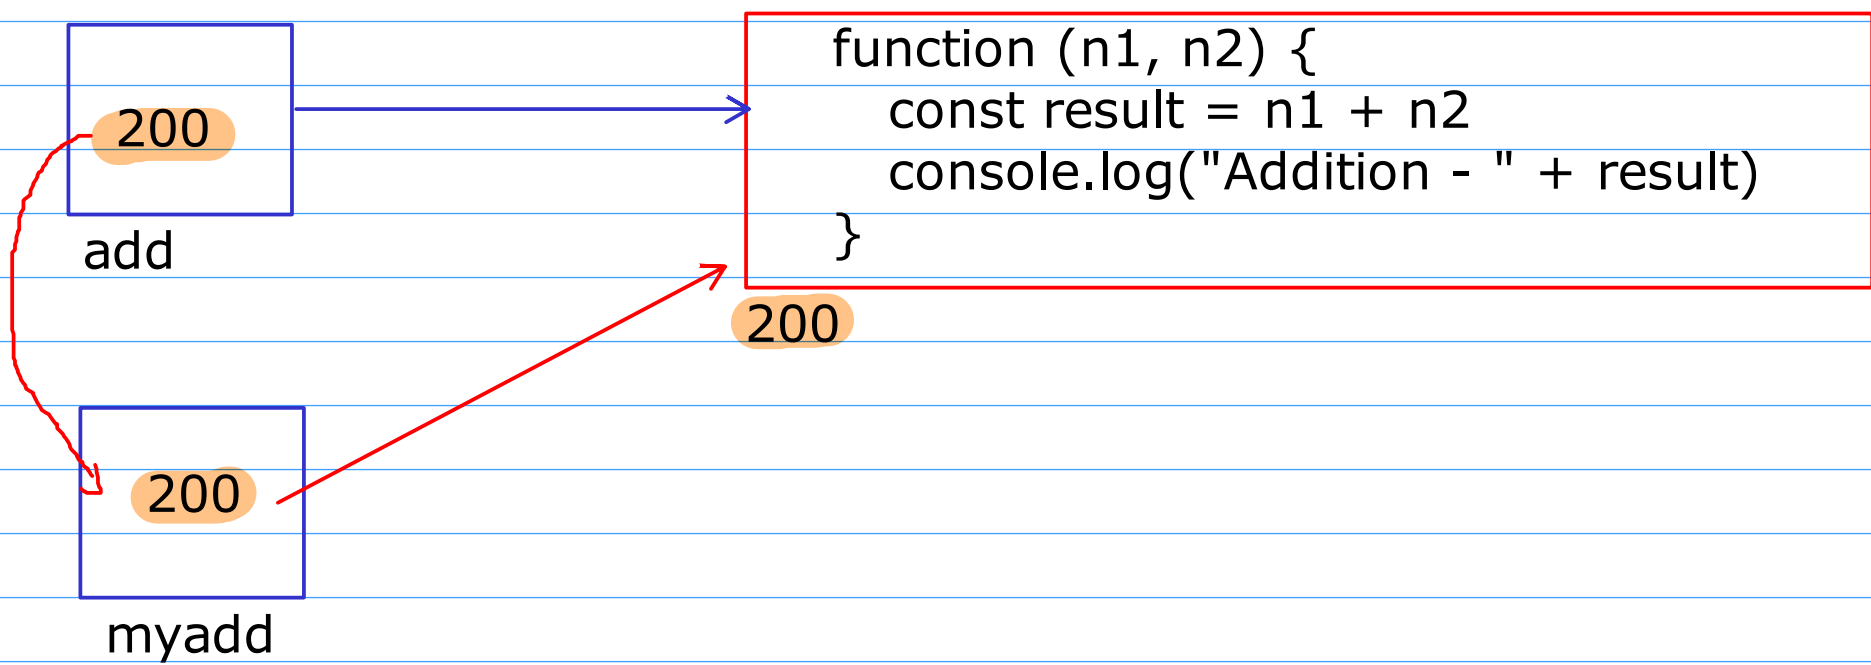 function (n1, n2) {
const result = n1 + n2
200
console.log("Addition - " + result)
}
add
200
200
myadd